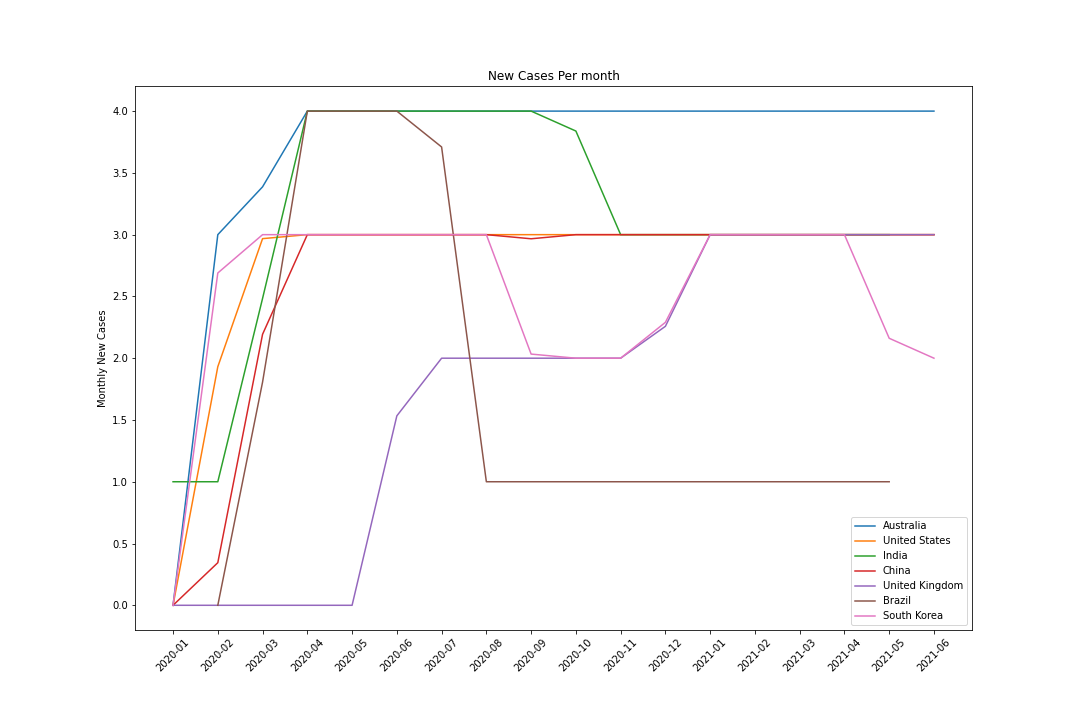 New Cases Per month
Monthly New Cases
4.0
3.5
3.0
2.5
2.0
1.5
1.0
0.5
0.0
2020-01 2020-02 2020-03 2020-04 2020-05 2020-06 2020-07 2020-08 2020-09 2020-10 2020-11 2020-12 2021-01 2021-02 2021-03 2021-04 2021-05 2021-06
Australia
United States
India
China
United Kingdom
Brazil
South Korea